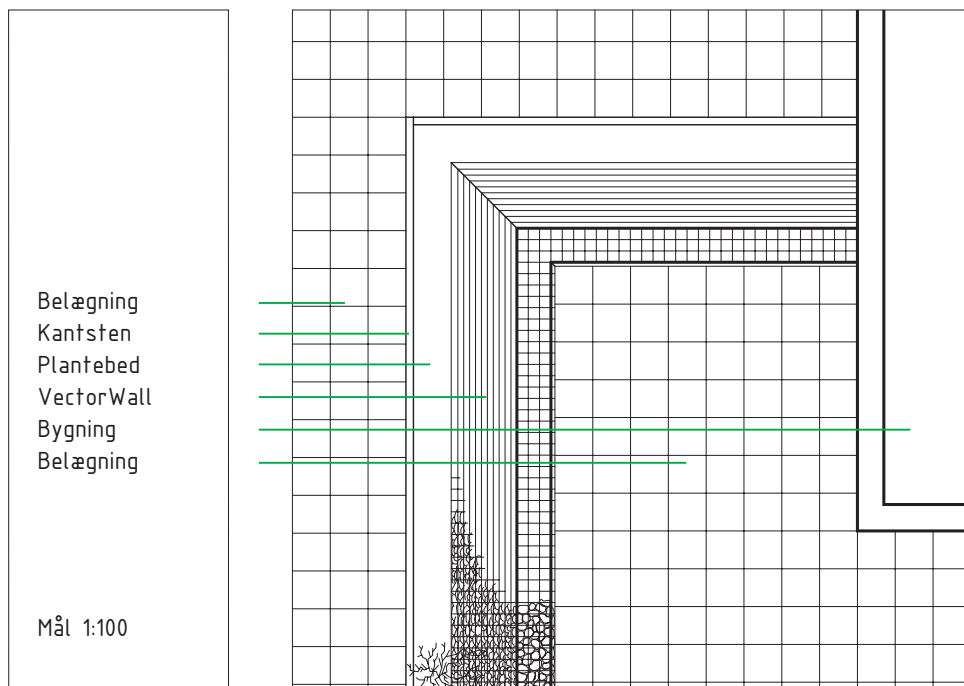 Belægning
Kantsten
Plantebed
VectorWall
Bygning
Belægning
Mål 1:100